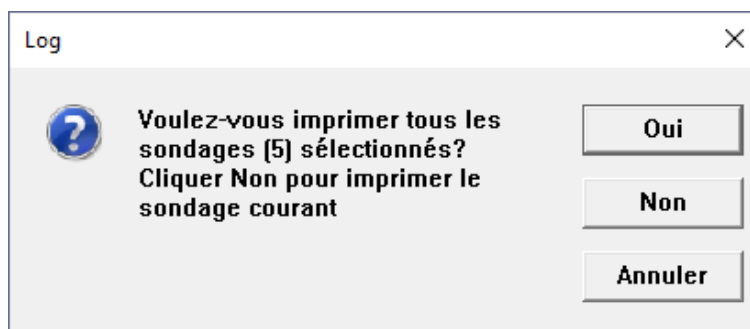 Log
Voulez-vous imprimer tous les
sondages (5) sélectionnés?
Cliquer Non pour imprimer le
sondage courant
Oui
Non
Annuler